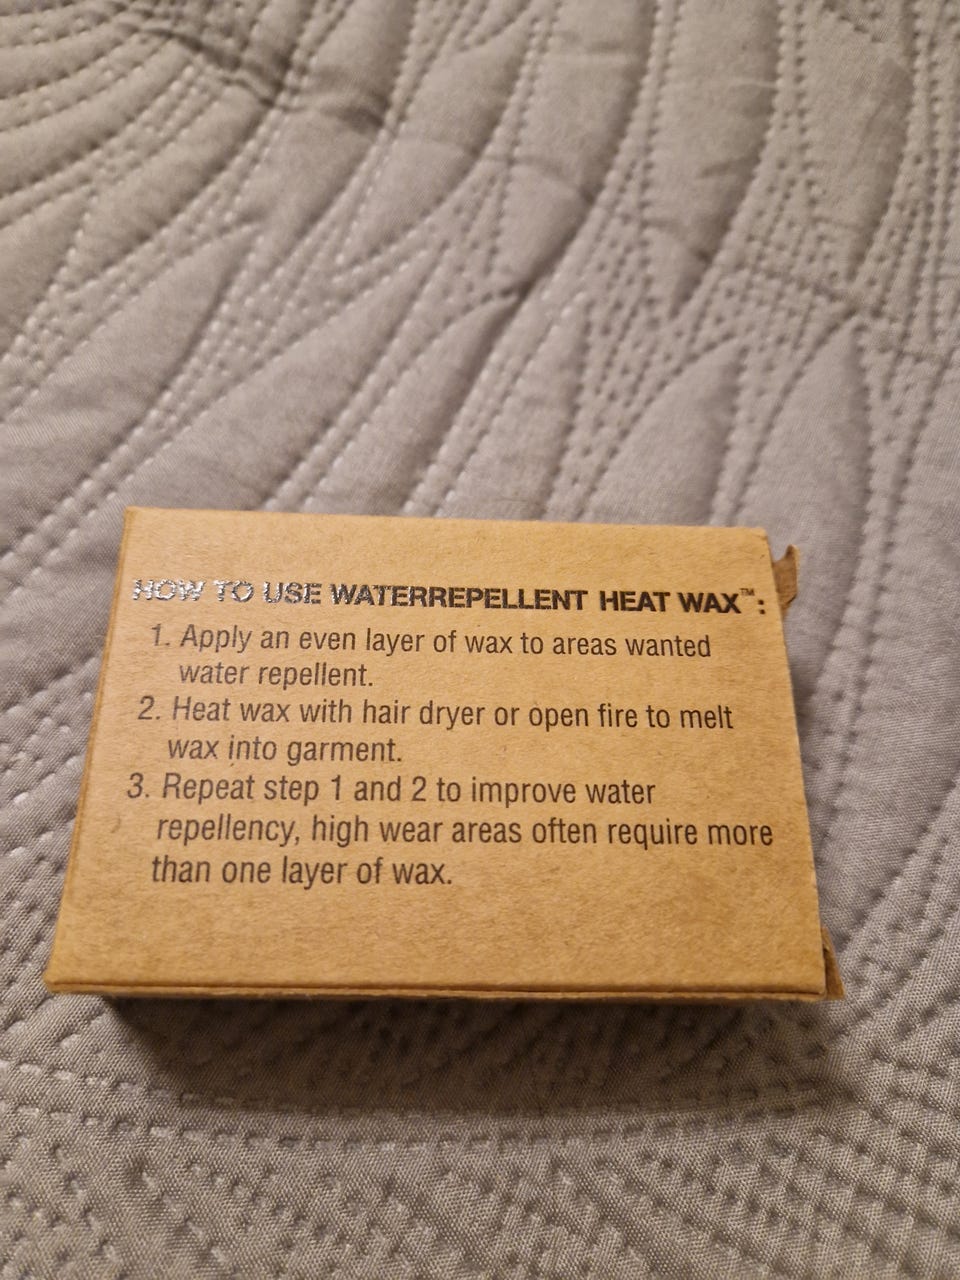 HOW TO USE WATERREPELLENT HEAT WAX™:
1. Apply an even layer of wax to areas wanted
water repellent.
2. Heat wax with hair dryer or open fire to melt
wax into garment.
3. Repeat step 1 and 2 to improve water
repellency, high wear areas often require more
than one layer of wax.